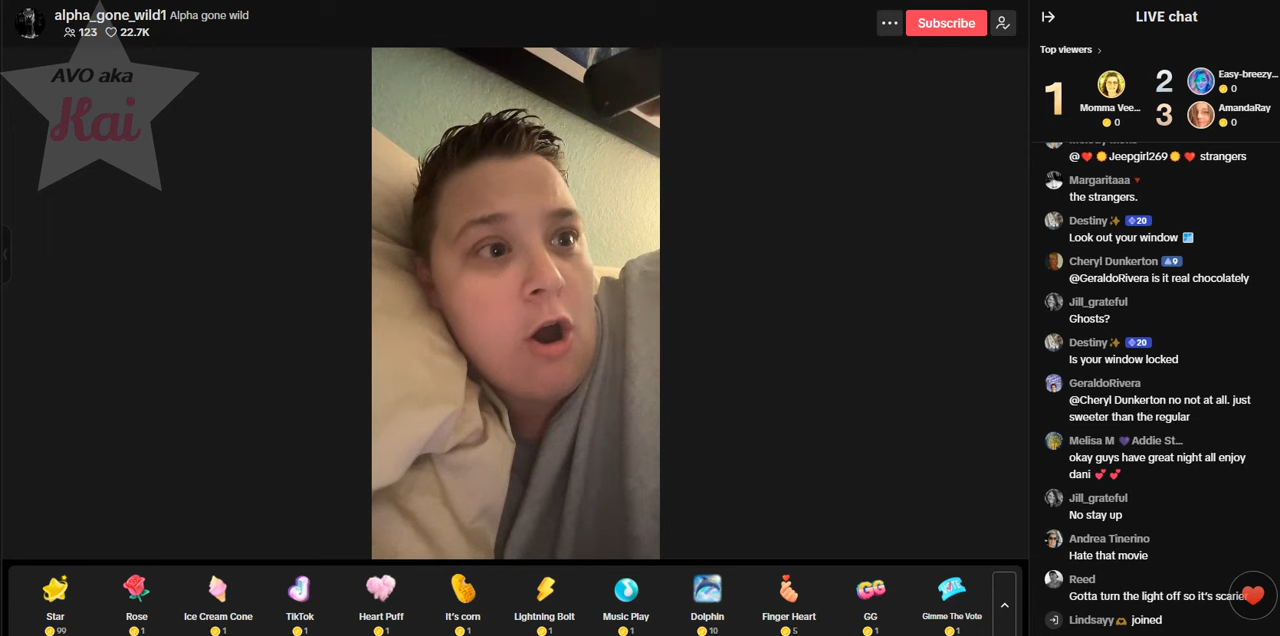 alpha_gone_wild1 Alpha gone wild
123 22.7K
Subscribe
AVO aka
Kai
LIVE chat
Top viewers
1
Momma Vee...
0
2
Easy-breezy...
0
3
AmandaRay
0
@❤️ 🌼 Jeepgirl269 🌼 ❤️ strangers
Margaritaaa 🔻
the strangers.
Destiny ✨ 20
Look out your window 🪟
Cheryl Dunkerton 9
@GeraldoRivera is it real chocolately
Jill_grateful
Ghosts?
Destiny ✨ 20
Is your window locked
GeraldoRivera
@Cheryl Dunkerton no not at all. just
sweeter than the regular
Melisa M 💜Addie St...
okay guys have great night all enjoy
dani 💕 💕
Jill_grateful
No stay up
Andrea Tinerino
Hate that movie
Reed
Gotta turn the light off so it's scarie
Lindsayy joined
Star
99
Rose
1
Ice Cream Cone
1
TikTok
1
Heart Puff
1
It's corn
1
Lightning Bolt
1
Music Play
1
Dolphin
10
Finger Heart
5
GG
GG
1
Gimme The Vote
1